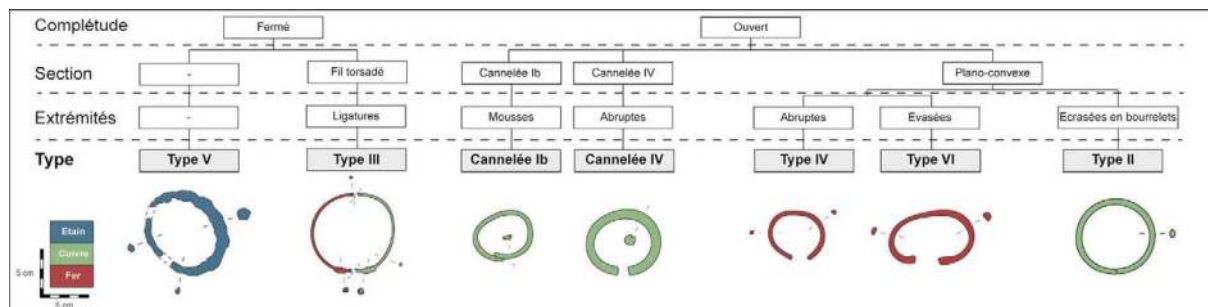 Complétude Fermé Ouvert
Section - Fil torsadé Cannelée Ib Cannelée IV Plano-convexe
Extrémités - Ligatures Mousses Abruptes Abruptes Evasées Ecrasées en bourrelets
Type Type V Type III Cannelée Ib Cannelée IV Type IV Type VI Type II
Etain
Cuivre
Fer
5 cm
5 cm